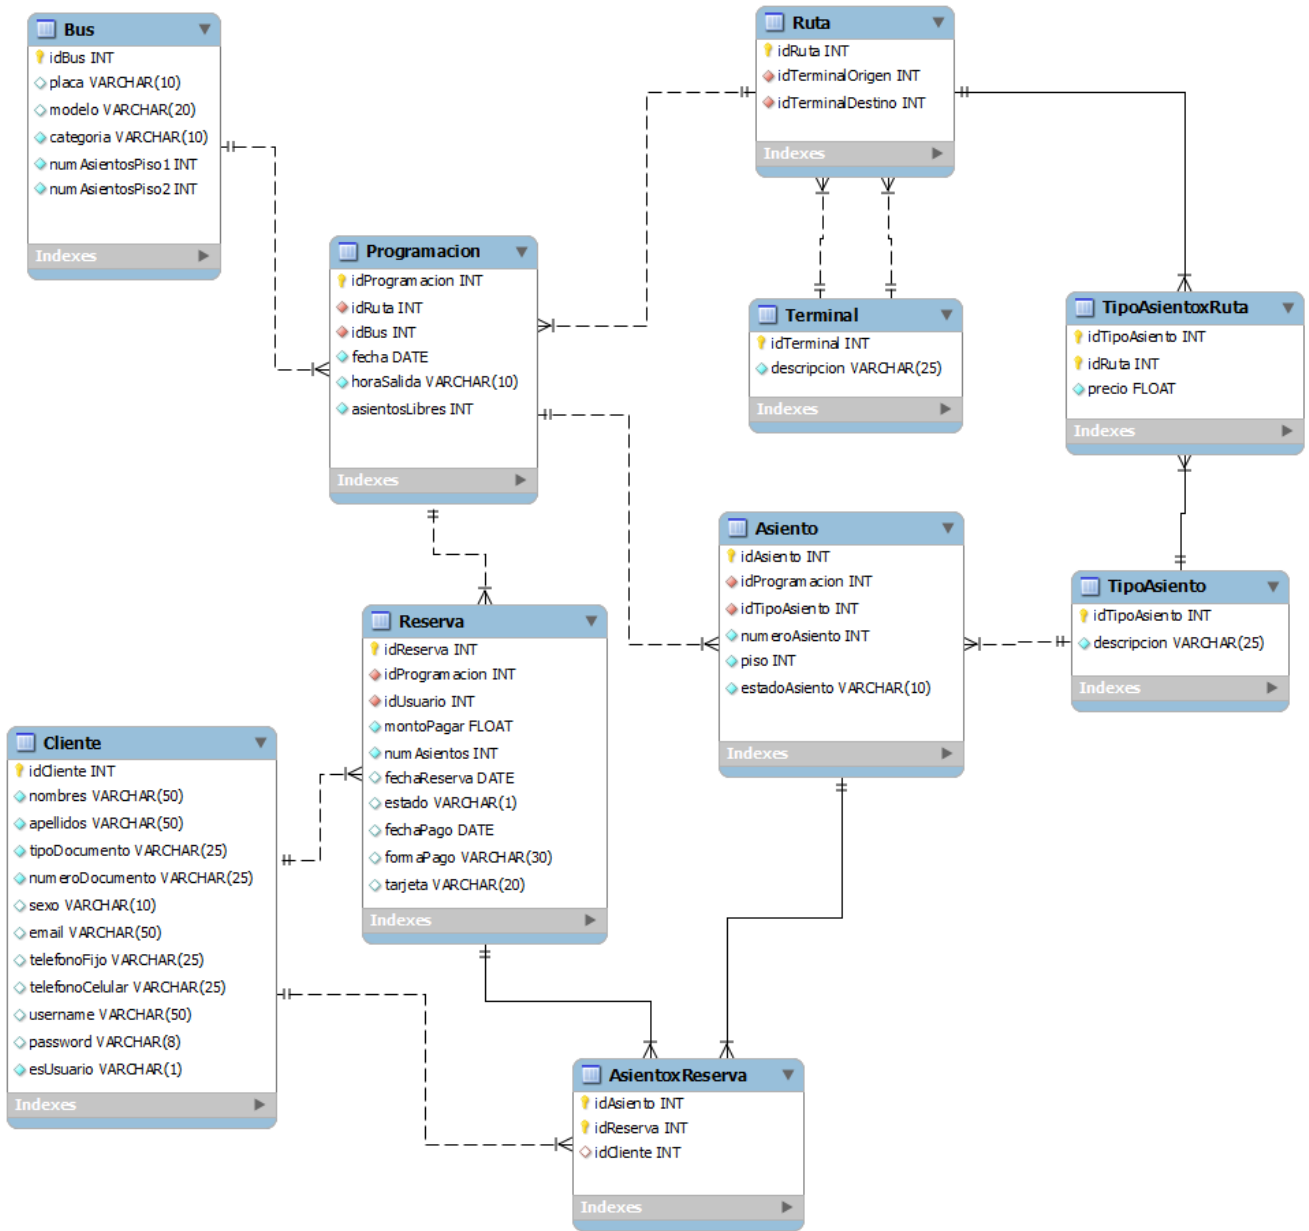 Bus
idBus INT
placa VARCHAR(10)
modelo VARCHAR(20)
categoria VARCHAR(10)
numAsientosPiso1 INT
numAsientosPiso2 INT
Indexes
Ruta
idRuta INT
idTerminalOrigen INT
idTerminalDestino INT
Indexes
Programacion
idProgramacion INT
idRuta INT
idBus INT
fecha DATE
horaSalida VARCHAR(10)
asientosLibres INT
Indexes
Terminal
idTerminal INT
descripcion VARCHAR(25)
Indexes
TipoAsientoxRuta
idTipoAsiento INT
idRuta INT
precio FLOAT
Indexes
Asiento
idAsiento INT
idProgramacion INT
idTipoAsiento INT
numeroAsiento INT
piso INT
estadoAsiento VARCHAR(10)
Indexes
TipoAsiento
idTipoAsiento INT
descripcion VARCHAR(25)
Indexes
Reserva
idReserva INT
idProgramacion INT
idUsuario INT
montoPagar FLOAT
numAsientos INT
fechaReserva DATE
estado VARCHAR(1)
fechaPago DATE
formaPago VARCHAR(30)
tarjeta VARCHAR(20)
Indexes
Cliente
idCliente INT
nombres VARCHAR(50)
apellidos VARCHAR(50)
tipoDocumento VARCHAR(25)
numeroDocumento VARCHAR(25)
sexo VARCHAR(10)
email VARCHAR(50)
telefonoFijo VARCHAR(25)
telefonoCelular VARCHAR(25)
username VARCHAR(50)
password VARCHAR(8)
esUsuario VARCHAR(1)
Indexes
AsientoxReserva
idAsiento INT
idReserva INT
idCliente INT
Indexes